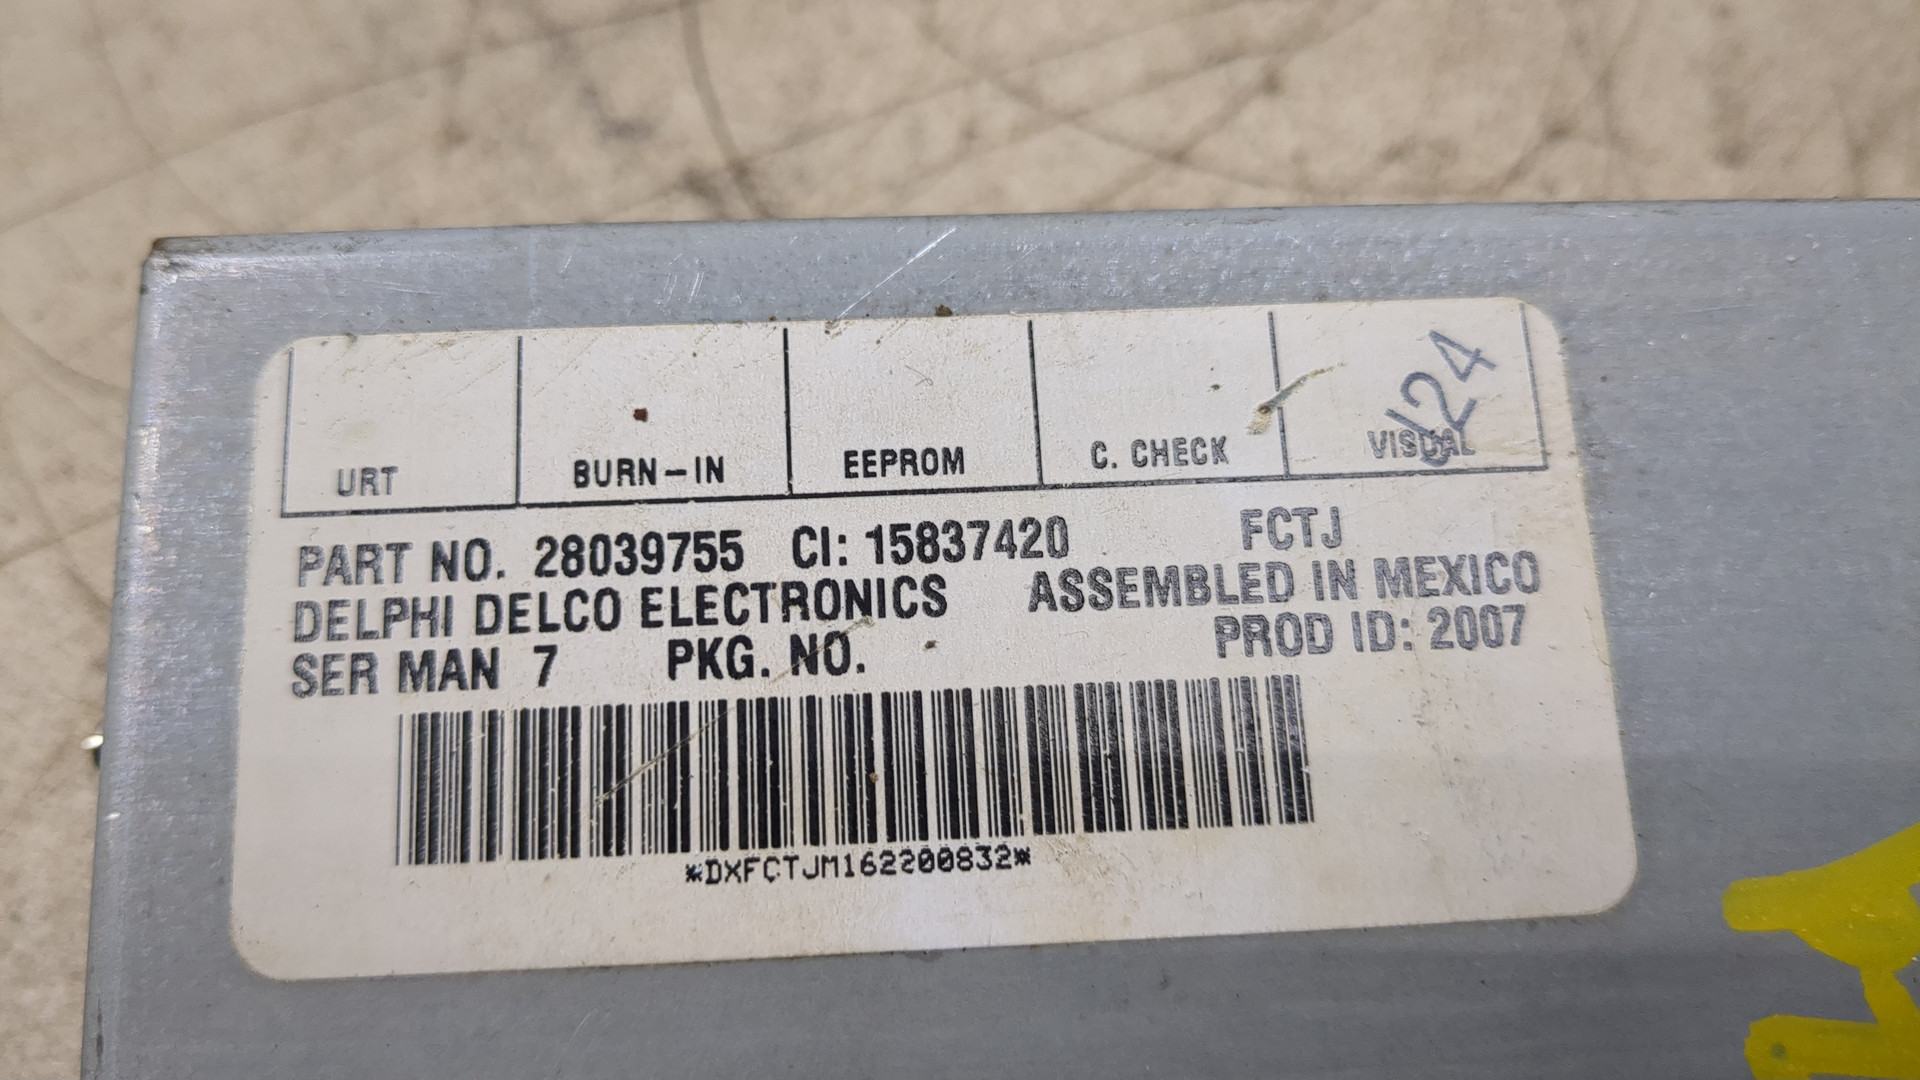 J24
URT BURN-IN EEPROM C. CHECK VISUAL
PART NO. 28039755 CI: 15837420 FCTJ
DELPHI DELCO ELECTRONICS ASSEMBLED IN MEXICO
SER MAN 7 PKG. NO. PROD ID: 2007
*DXFCTJM162200832*